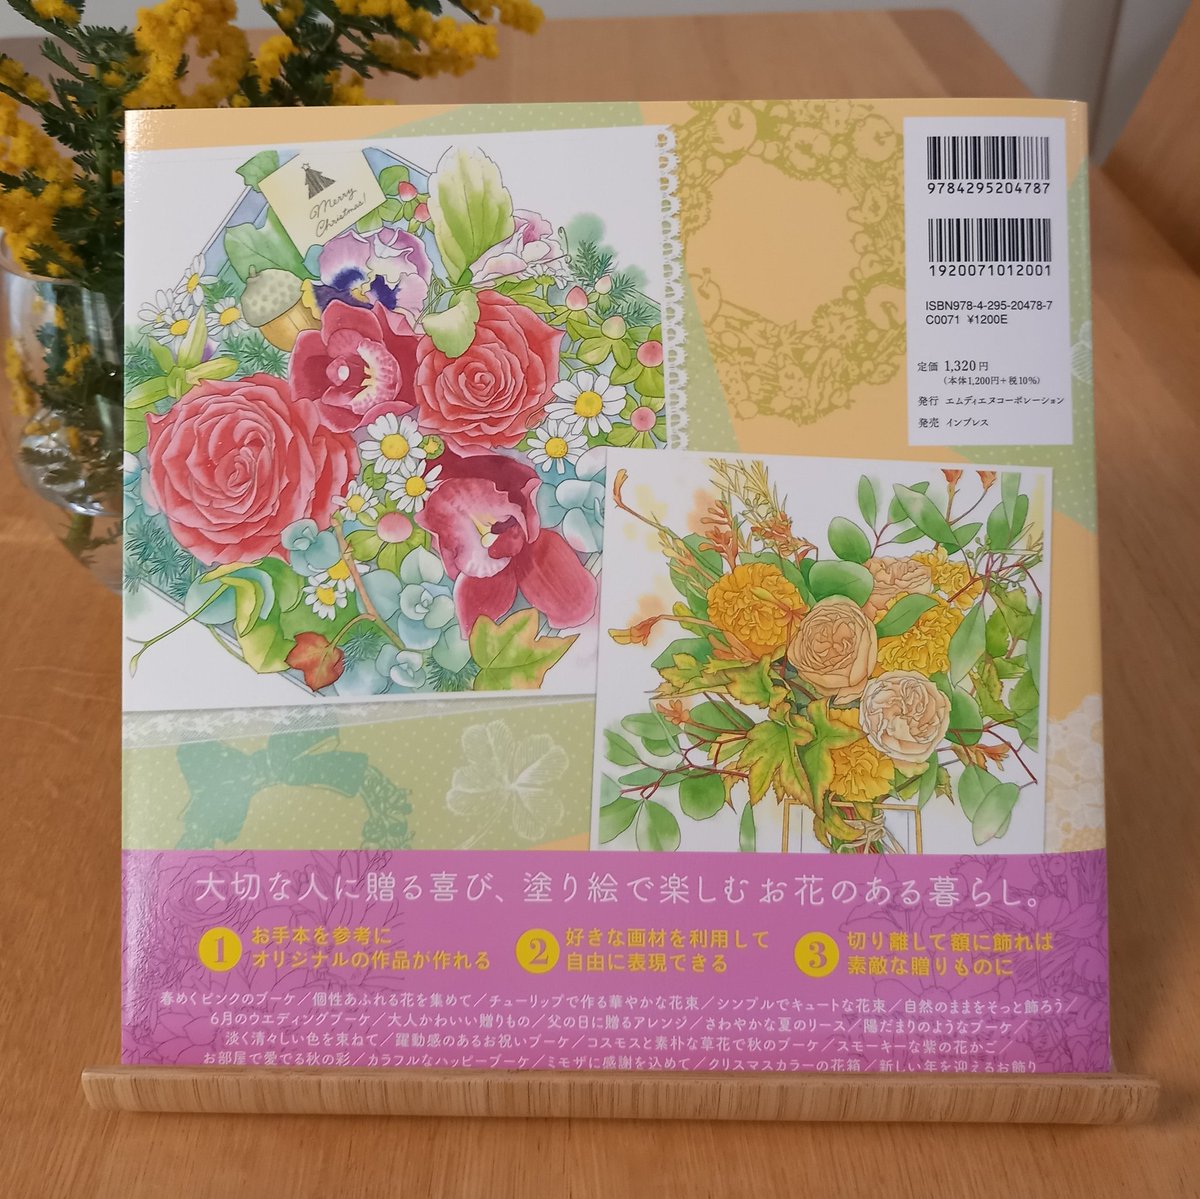 Merry
Christmas!
9784295204787
1920071012001
ISBN978-4-295-20478-7
C0071 ¥1200E
定価 1,320円
(本体1,200円+税10%)
発行 エムディエヌコーポレーション
発売 インプレス
大切な人に贈る喜び、塗り絵で楽しむお花のある暮らし。
1 お手本を参考に
オリジナルの作品が作れる
2 好きな画材を利用して
自由に表現できる
3 切り離して額に飾れば
素敵な贈りものに
春めくピンクのブーケ/個性あふれる花を集めて/チューリップで作る華やかな花束/シンプルでキュートな花束/自然のままをそっと飾ろう/
6月のウエディングブーケ/大人かわいい贈りもの/父の日に贈るアレンジ/さわやかな夏のリース/陽だまりのようなブーケ/
淡く清々しい色を束ねて/躍動感のあるお祝いブーケ/コスモスと素朴な草花で秋のブーケ/スモーキーな紫の花かご/
お部屋で愛でる秋の彩/カラフルなハッピーブーケ/ミモザに感謝を込めて/クリスマスカラーの花箱/新しい年を迎えるお飾り